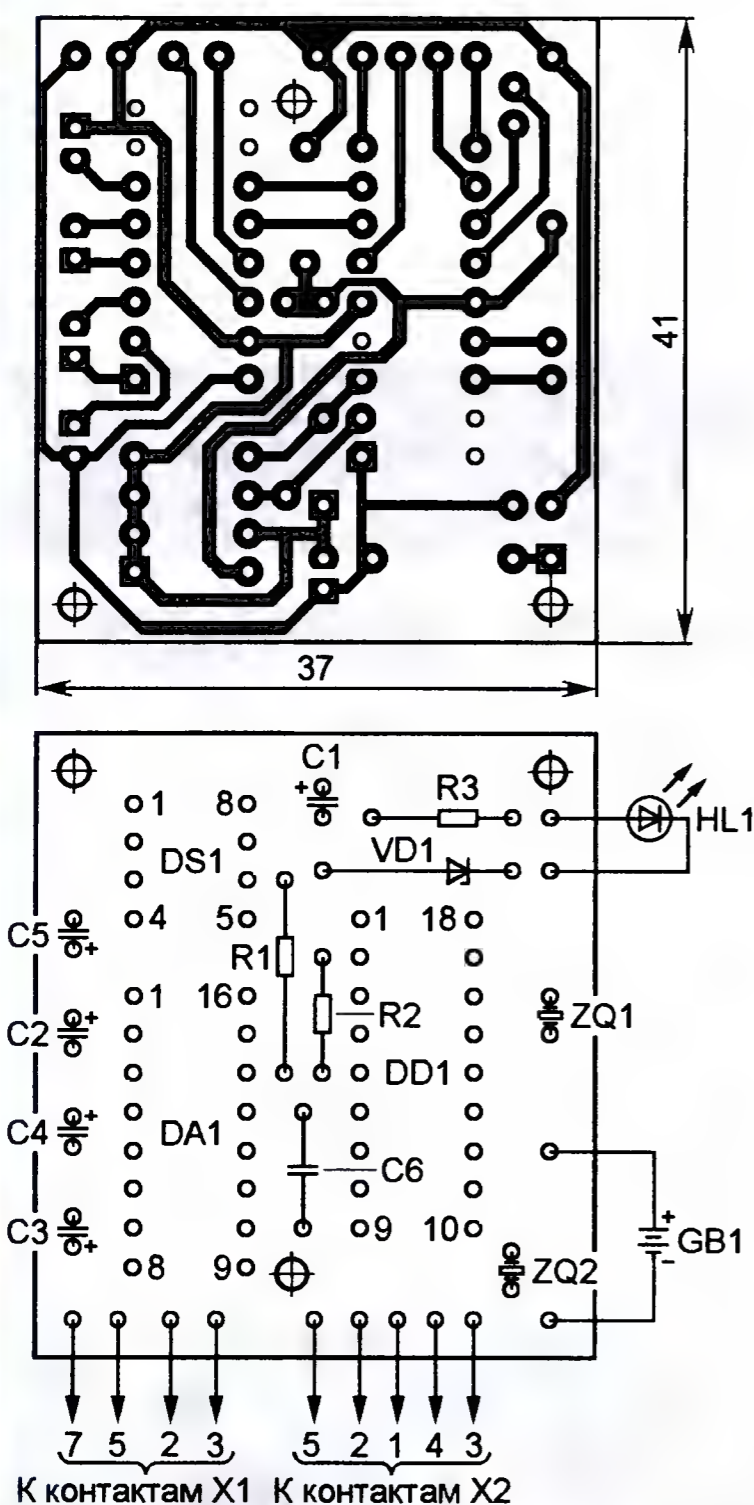 41
37
C1
R3
HL1
1 8
DS1
VD1
4 5
1 18
C5
R1
1 16
C2
R2
ZQ1
DD1
C4
DA1
C6
C3
9 10
GB1
8 9
ZQ2
7 5 2 3 5 2 1 4 3
К контактам X1 К контактам X2